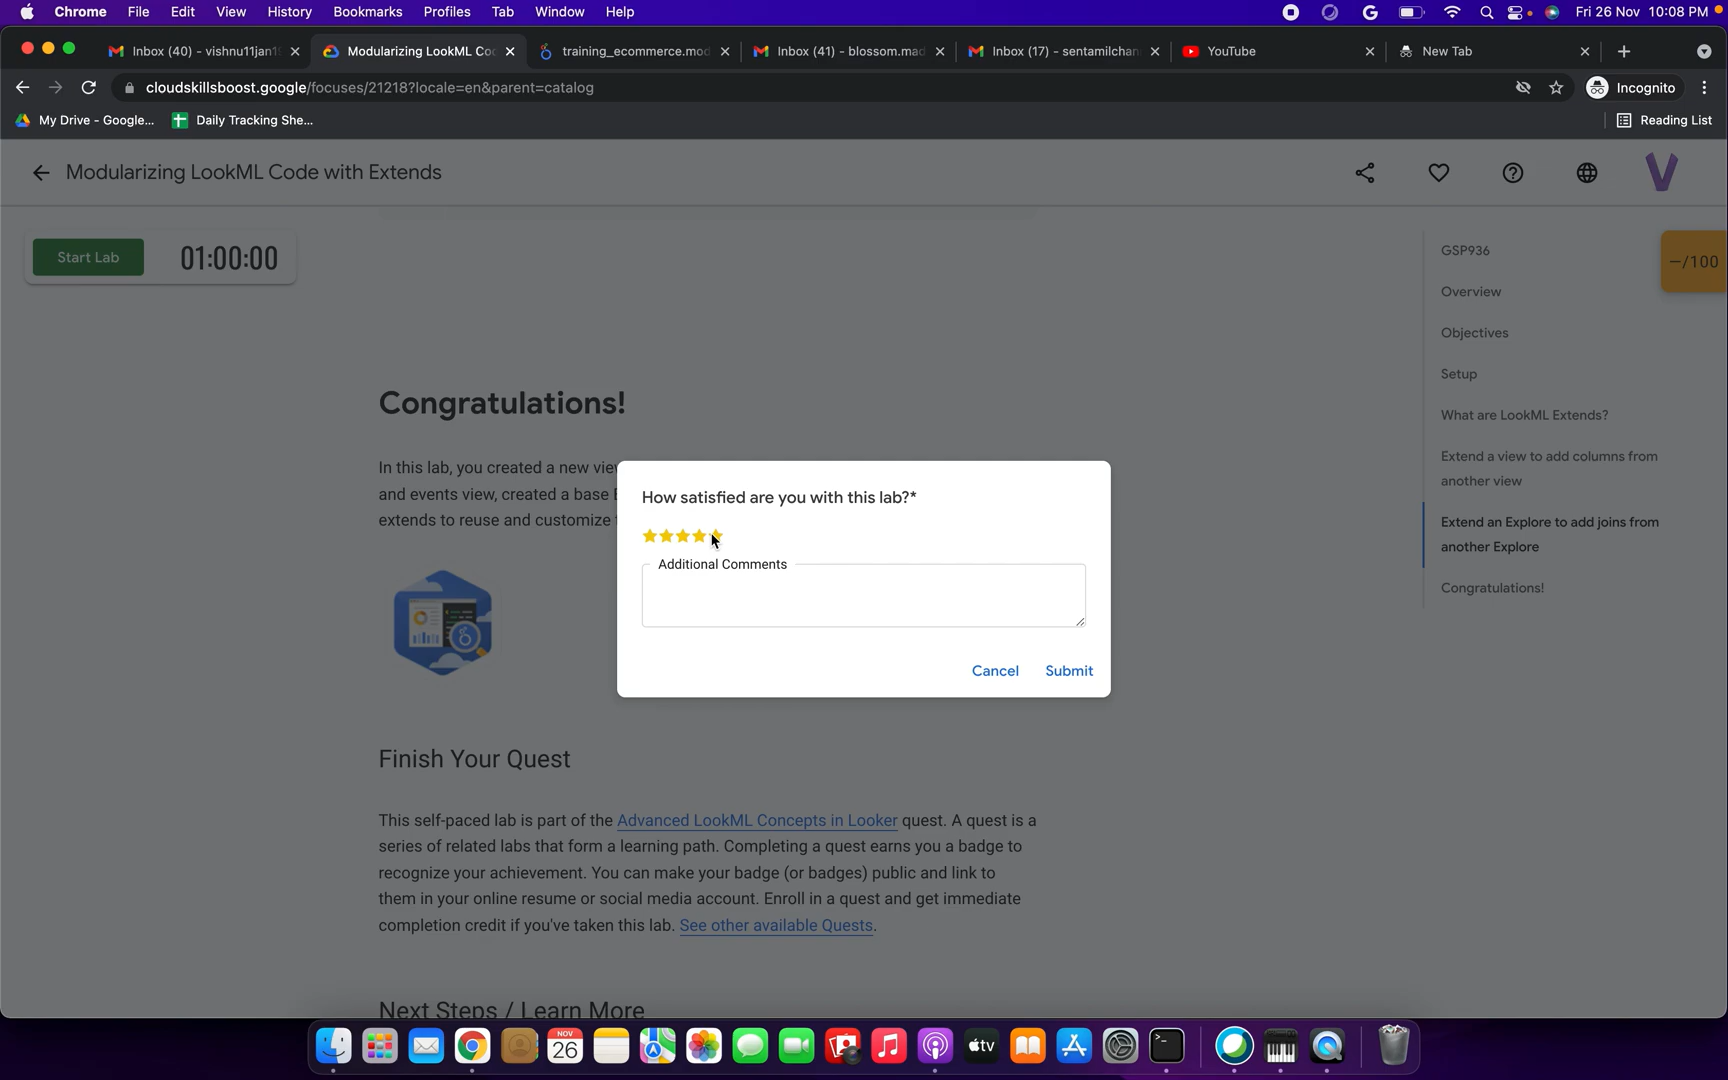 Chrome File Edit View History Bookmarks Profiles Tab Window Help Fri 26 Nov 10:08 PM
Inbox (40) - vishnu11jan19 Modularizing LookML Co training_ecommerce.mod Inbox (41) - blossom.mad Inbox (17) - sentamilchan YouTube New Tab
cloudskillsboost.google/focuses/21218?locale=en&parent=catalog Incognito
My Drive - Google... Daily Tracking She... Reading List
Modularizing LookML Code with Extends V
Start Lab 01:00:00
GSP936
-/100
Overview
Objectives
Setup
What are LookML Extends?
Extend a view to add columns from
another view
Extend an Explore to add joins from
another Explore
Congratulations!
Congratulations!
In this lab, you created a new view
and events view, created a base E
extends to reuse and customize
How satisfied are you with this lab?*
Additional Comments
Cancel Submit
Finish Your Quest
This self-paced lab is part of the Advanced LookML Concepts in Looker quest. A quest is a
series of related labs that form a learning path. Completing a quest earns you a badge to
recognize your achievement. You can make your badge (or badges) public and link to
them in your online resume or social media account. Enroll in a quest and get immediate
completion credit if you've taken this lab. See other available Quests.
Next Steps / Learn More
NOV
26
tv